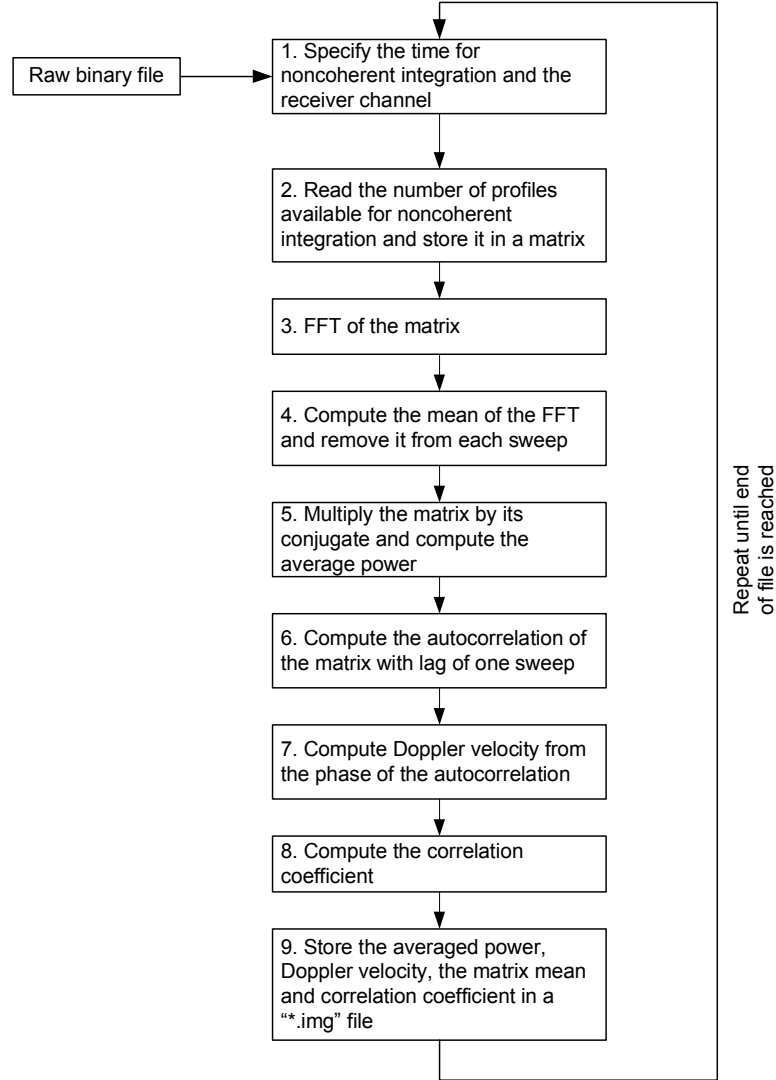 Raw binary file
1. Specify the time for
noncoherent integration and the
receiver channel
2. Read the number of profiles
available for noncoherent
integration and store it in a matrix
3. FFT of the matrix
4. Compute the mean of the FFT
and remove it from each sweep
5. Multiply the matrix by its
conjugate and compute the
average power
6. Compute the autocorrelation of
the matrix with lag of one sweep
7. Compute Doppler velocity from
the phase of the autocorrelation
8. Compute the correlation
coefficient
9. Store the averaged power,
Doppler velocity, the matrix mean
and correlation coefficient in a
“*.img” file
Repeat until end
of file is reached